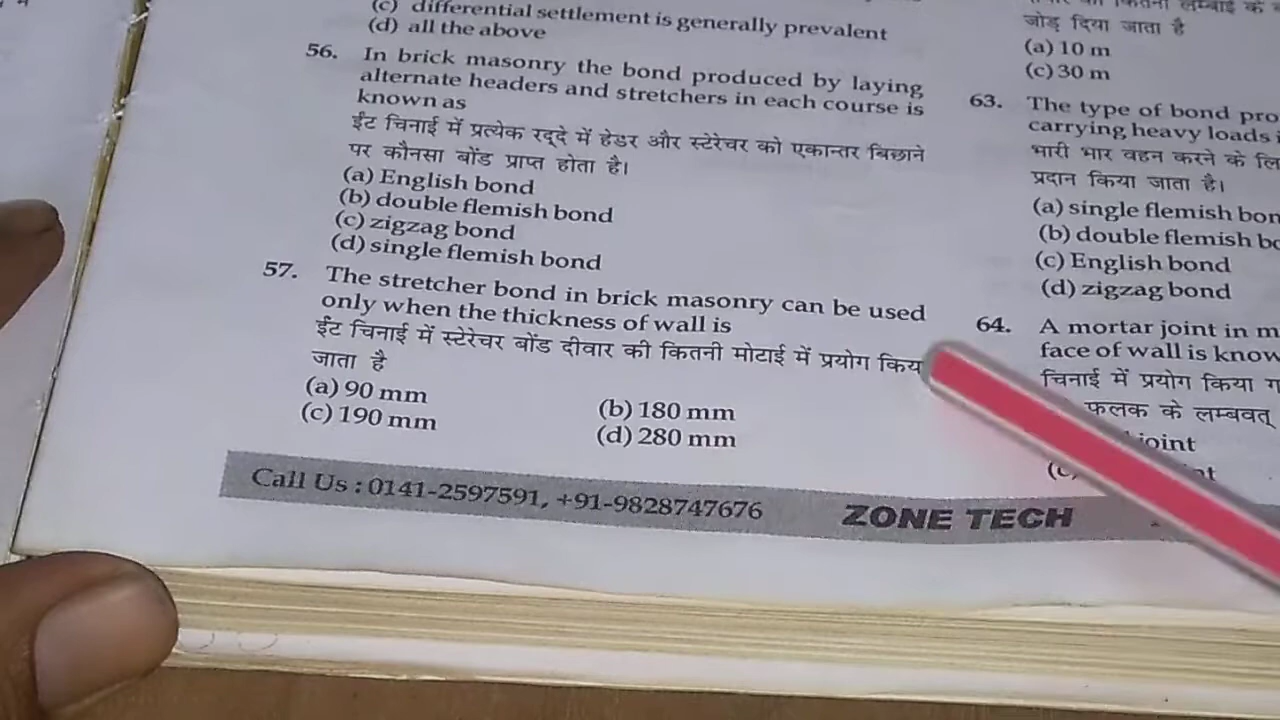 (c) differential settlement is generally prevalent
(d) all the above
56. In brick masonry the bond produced by laying
alternate headers and stretchers in each course is
known as
ईंट चिनाई में प्रत्येक रद्दे में हेडर और स्टेरेचर को एकान्तर बिछाने
पर कौनसा बोंड प्राप्त होता है।
(a) English bond
(b) double flemish bond
(c) zigzag bond
(d) single flemish bond
57. The stretcher bond in brick masonry can be used
only when the thickness of wall is
ईंट चिनाई में स्टेरेचर बोंड दीवार की कितनी मोटाई में प्रयोग किय
जाता है
(a) 90 mm
(b) 180 mm
(c) 190 mm
(d) 280 mm
लम्बाई के
जोड़ दिया जाता है
(a) 10 m
(c) 30 m
63. The type of bond pro
carrying heavy loads
भारी भार वहन करने के लि
प्रदान किया जाता है।
(a) single flemish bon
(b) double flemish bo
(c) English bond
(d) zigzag bond
64. A mortar joint in m
face of wall is know
चिनाई में प्रयोग किया ग
फलक के लम्बवत्
joint
Call Us : 0141-2597591, +91-9828747676 ZONE TECH